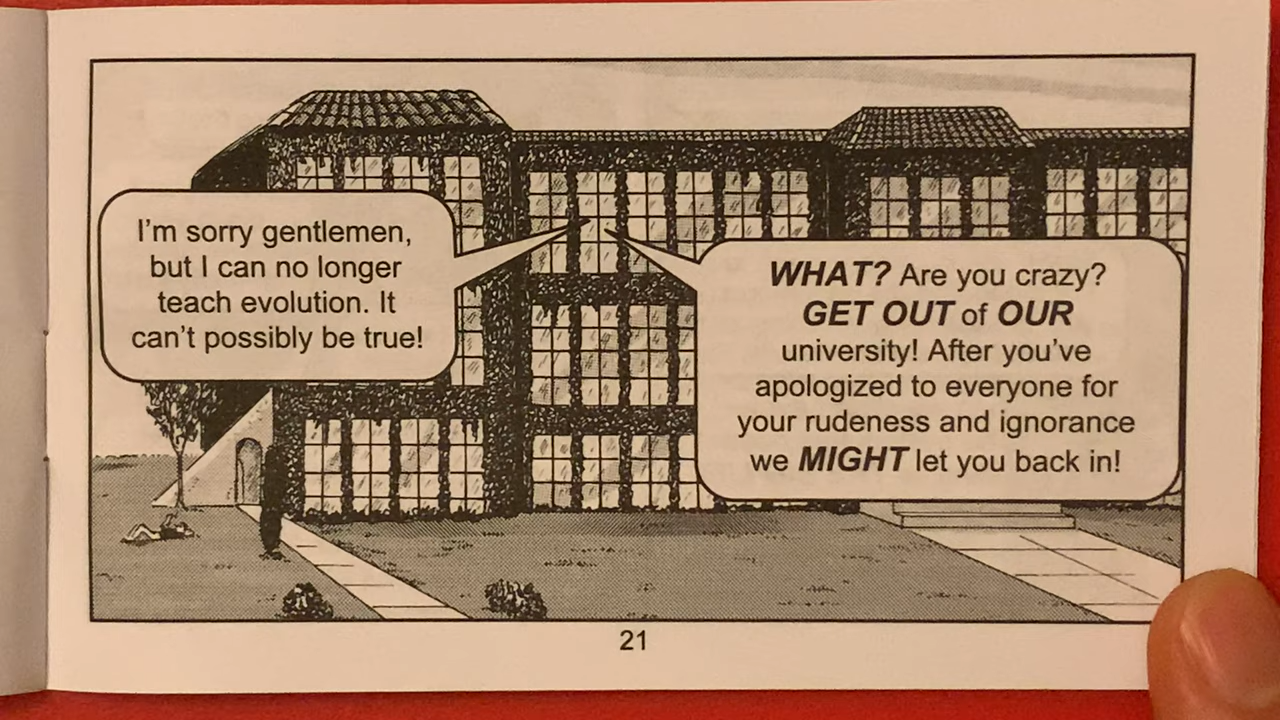 I'm sorry gentlemen,
but I can no longer
teach evolution. It
can't possibly be true!
WHAT? Are you crazy?
GET OUT of OUR
university! After you've
apologized to everyone for
your rudeness and ignorance
we MIGHT let you back in!
21